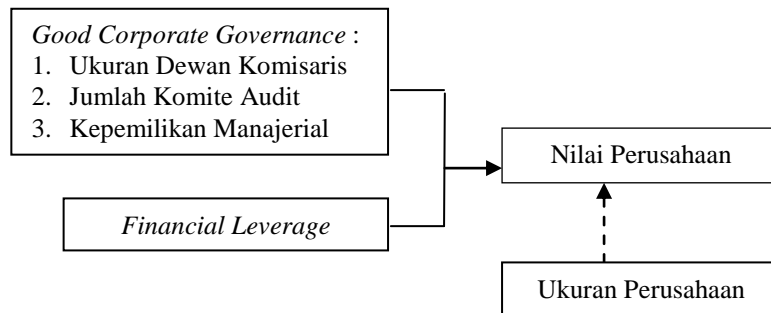 Good Corporate Governance :
1. Ukuran Dewan Komisaris
2. Jumlah Komite Audit
3. Kepemilikan Manajerial
Nilai Perusahaan
Financial Leverage
Ukuran Perusahaan